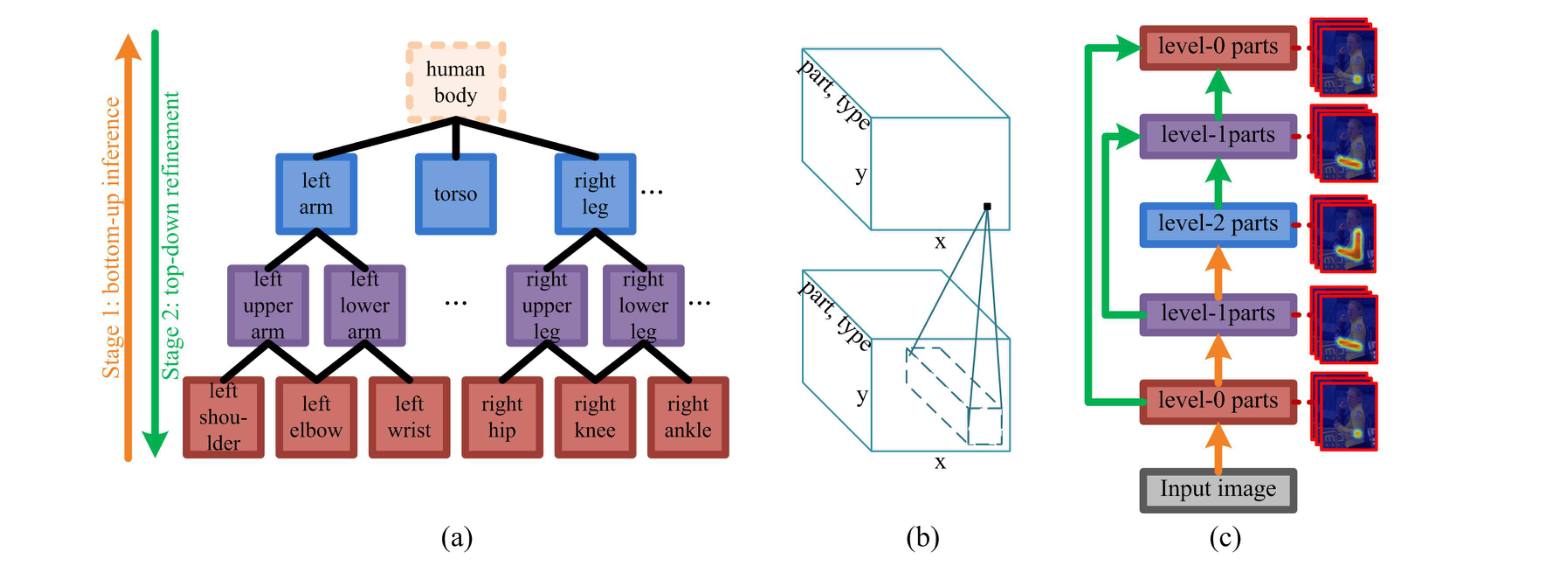 Stage 1: bottom-up inference
Stage 2: top-down refinement
human
body
left
arm
torso
right
leg
...
left
upper
arm
left
lower
arm
...
right
upper
leg
right
lower
leg
...
left
shou-
lder
left
elbow
left
wrist
right
hip
right
knee
right
ankle
(a)
part, type
y
x
part, type
y
x
(b)
level-0 parts
level-1parts
level-2 parts
level-1parts
level-0 parts
Input image
(c)